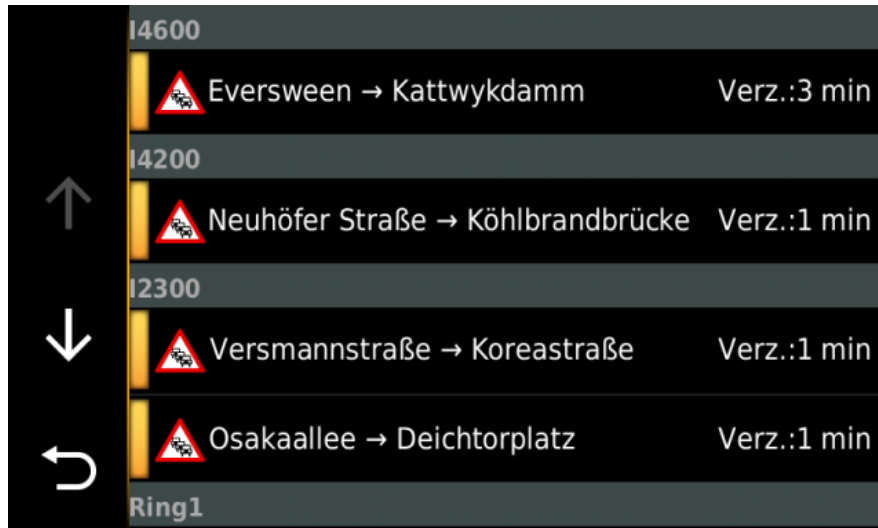 I4600
Eversween → Kattwykdamm Verz.:3 min
I4200
Neuhöfer Straße → Köhlbrandbrücke Verz.:1 min
I2300
Versmannstraße → Koreastraße Verz.:1 min
Osakaallee → Deichtorplatz Verz.:1 min
Ring1